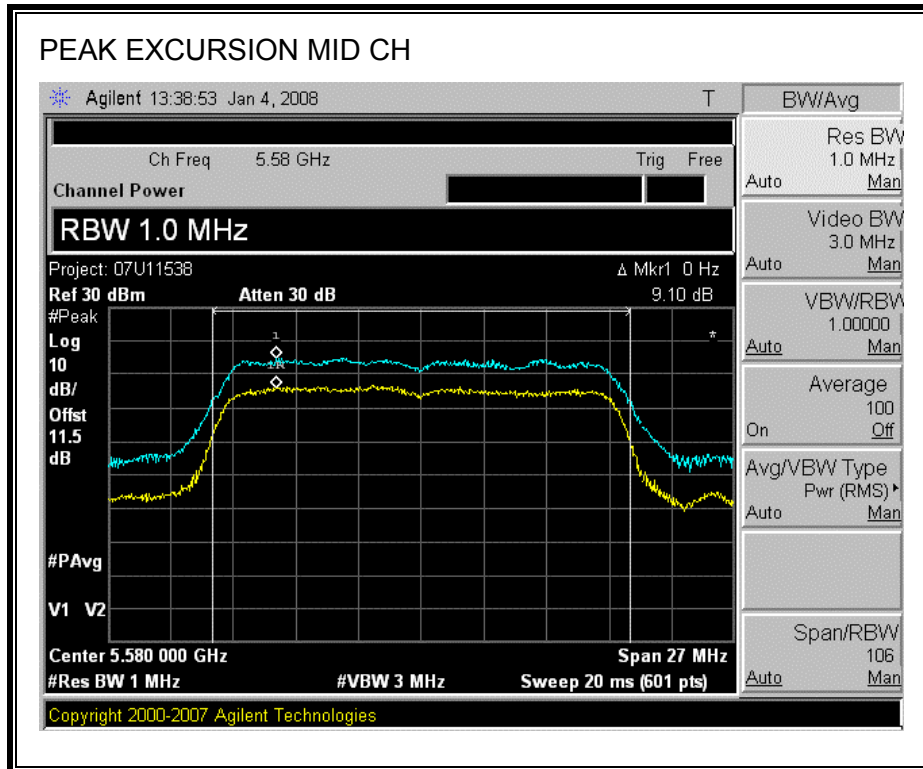 PEAK EXCURSION MID CH
Agilent 13:38:53 Jan 4, 2008 T
BW/Avg
Ch Freq 5.58 GHz Trig Free
Channel Power
RBW 1.0 MHz
Project: 07U11538
Δ Mkr1 0 Hz
Ref 30 dBm Atten 30 dB 9.10 dB
#Peak
Log
10
dB/
Offst
11.5
dB
1
1R
*
#PAvg
V1 V2
Center 5.580 000 GHz Span 27 MHz
#Res BW 1 MHz #VBW 3 MHz Sweep 20 ms (601 pts)
Copyright 2000-2007 Agilent Technologies
Res BW
1.0 MHz
Auto Man
Video BW
3.0 MHz
Auto Man
VBW/RBW
1.00000
Auto Man
Average
100
On Off
Avg/VBW Type
Pwr (RMS)
Auto Man
Span/RBW
106
Auto Man